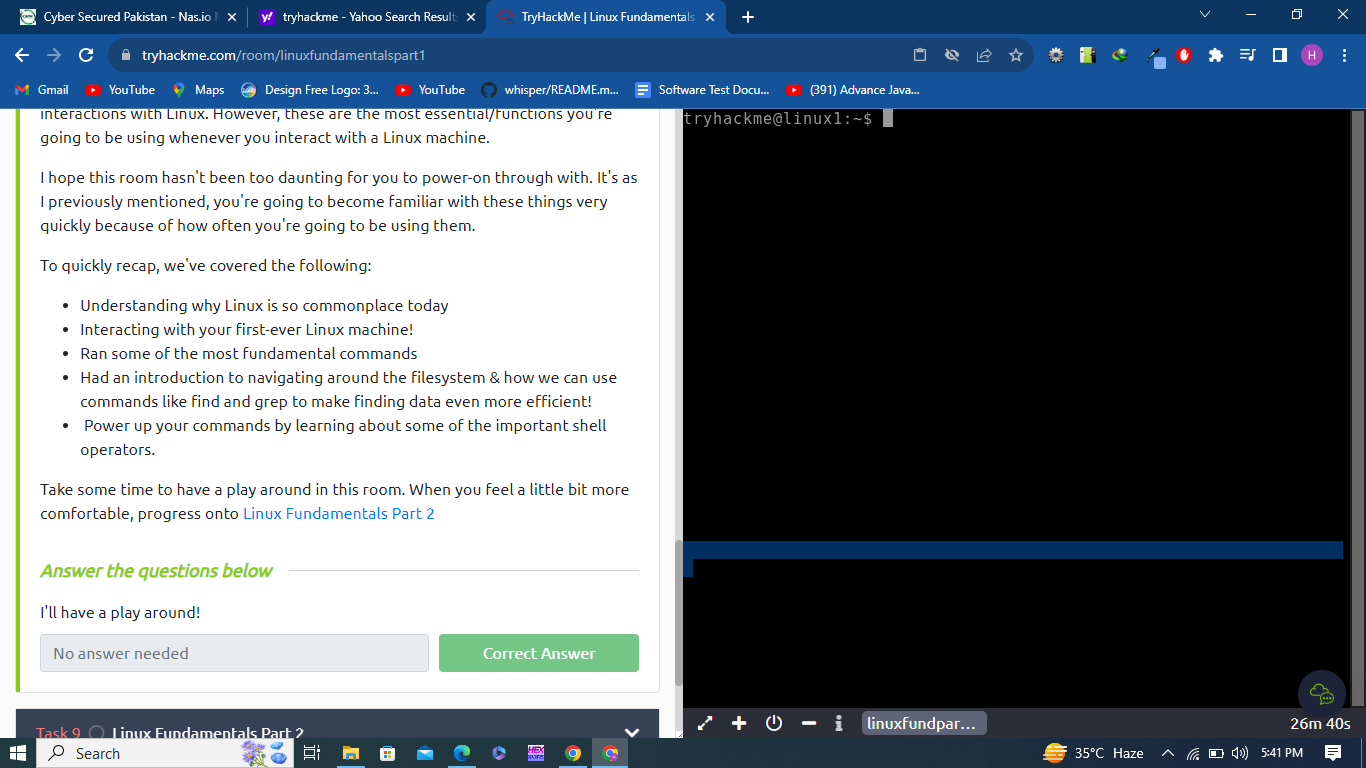 Cyber Secured Pakistan - Nas.io
tryhackme - Yahoo Search Result
TryHackMe | Linux Fundamentals
tryhackme.com/room/linuxfundamentalspart1
H
Gmail
YouTube
Maps
Design Free Logo: 3...
YouTube
whisper/README.m...
Software Test Docu...
(391) Advance Java...
interactions with Linux. However, these are the most essential/functions you're
going to be using whenever you interact with a Linux machine.
I hope this room hasn't been too daunting for you to power-on through with. It's as
I previously mentioned, you're going to become familiar with these things very
quickly because of how often you're going to be using them.
To quickly recap, we've covered the following:
• Understanding why Linux is so commonplace today
• Interacting with your first-ever Linux machine!
• Ran some of the most fundamental commands
• Had an introduction to navigating around the filesystem & how we can use
commands like find and grep to make finding data even more efficient!
• Power up your commands by learning about some of the important shell
operators.
Take some time to have a play around in this room. When you feel a little bit more
comfortable, progress onto Linux Fundamentals Part 2
Answer the questions below
I'll have a play around!
No answer needed
Correct Answer
Task 9 Linux Fundamentals Part 2
tryhackme@linux1:~$
linuxfundpar...
26m 40s
Search
HEX
35°C Haze
5:41 PM